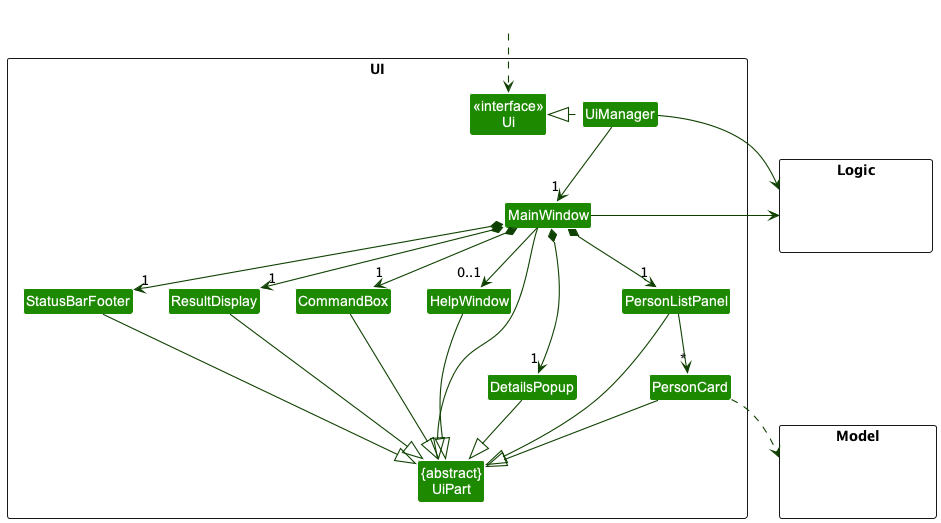 UI
«interface»
Ui
UiManager
Logic
1
MainWindow
1
1
1
0..1
1
StatusBarFooter
ResultDisplay
CommandBox
HelpWindow
PersonListPanel
1
*
DetailsPopup
PersonCard
Model
{abstract}
UiPart